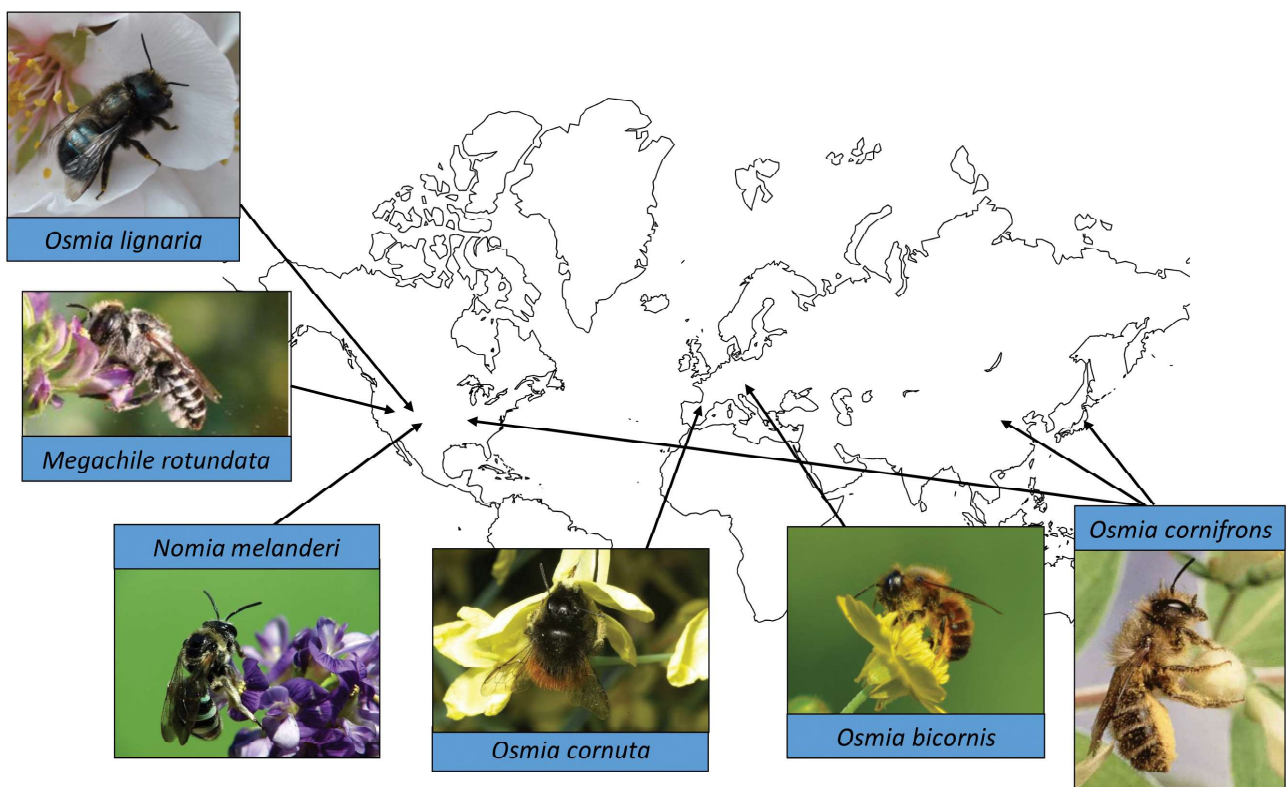 Osmia lignaria
Megachile rotundata
Nomia melanderi
Osmia cornuta
Osmia bicornis
Osmia cornifrons